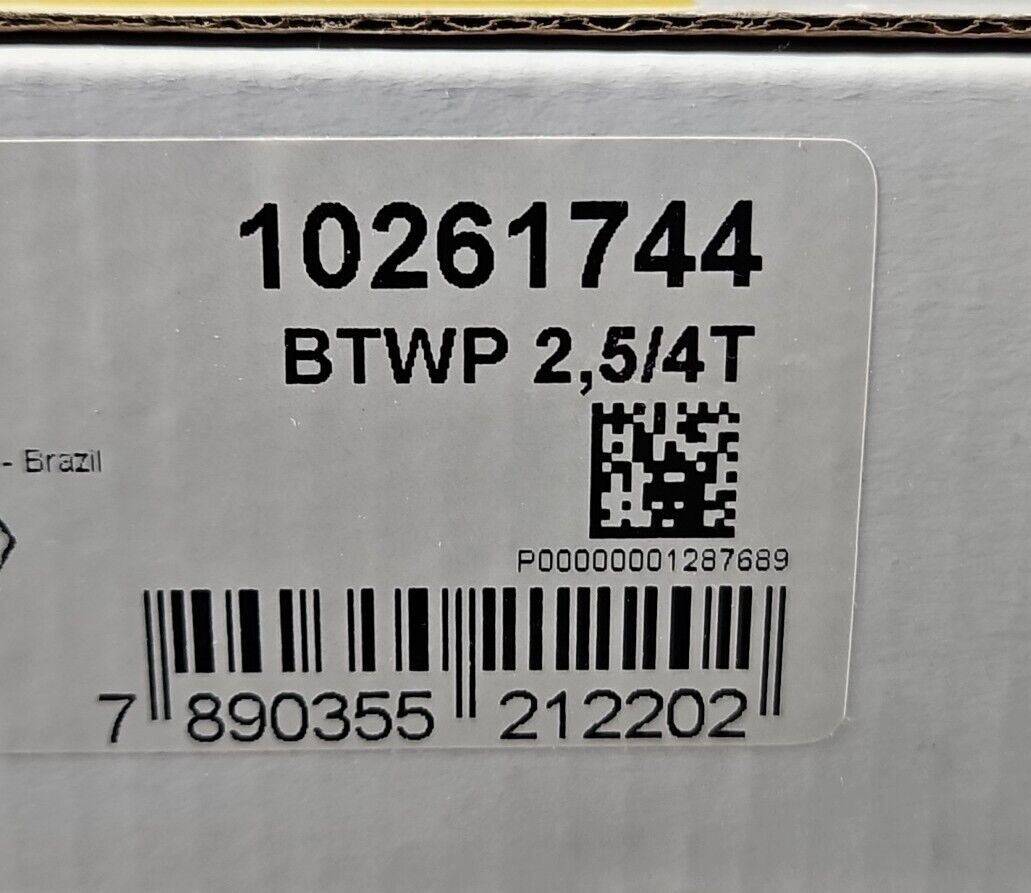 10261744
BTWP 2,5/4T
- Brazil
P00000001287689
7 890355 212202